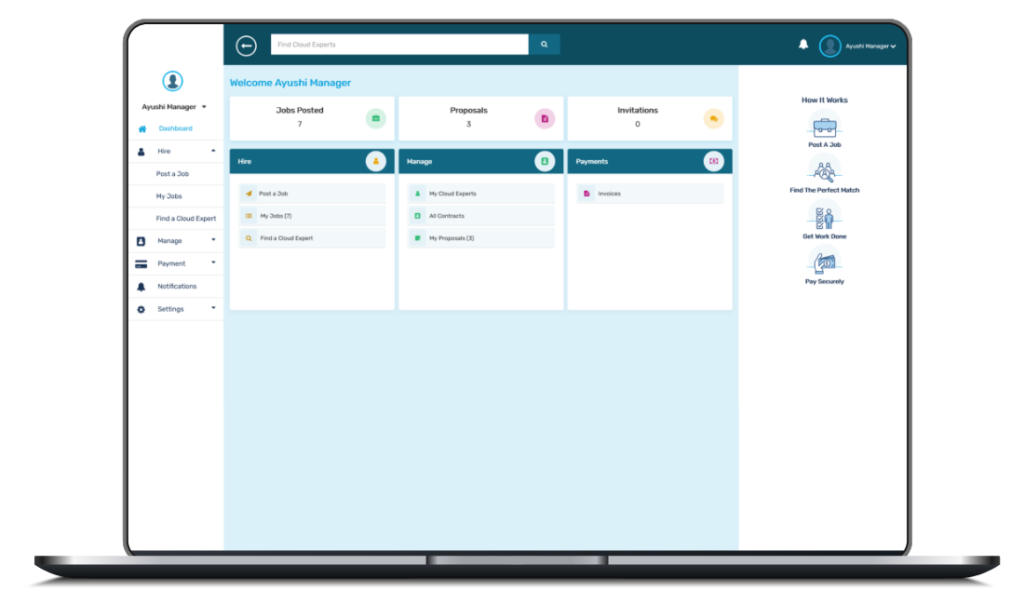 Find Cloud Experts
Ayushi Manager
Ayushi Manager
Dashboard
Hire
Post a Job
My Jobs
Find a Cloud Expert
Manage
Payment
Notifications
Settings
Welcome Ayushi Manager
Jobs Posted
7
Proposals
3
Invitations
0
Hire
Post a Job
My Jobs (7)
Find a Cloud Expert
Manage
My Cloud Experts
All Contracts
My Proposals (3)
Payments
Invoices
How It Works
Post A Job
Find The Perfect Match
Get Work Done
Pay Securely